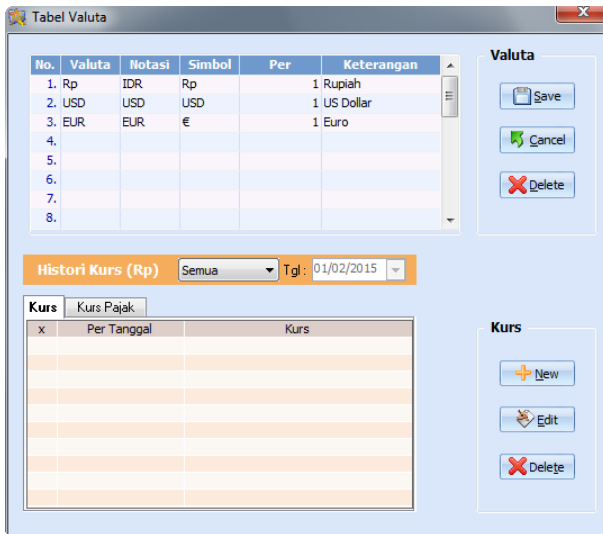 Tabel Valuta
No. Valuta Notasi Simbol Per Keterangan
1. Rp IDR Rp 1 Rupiah
2. USD USD USD 1 US Dollar
3. EUR EUR € 1 Euro
4.
5.
6.
7.
8.
Valuta
Save
Cancel
Delete
Histori Kurs (Rp) Semua Tgl : 01/02/2015
Kurs Kurs Pajak
x Per Tanggal Kurs
Kurs
New
Edit
Delete